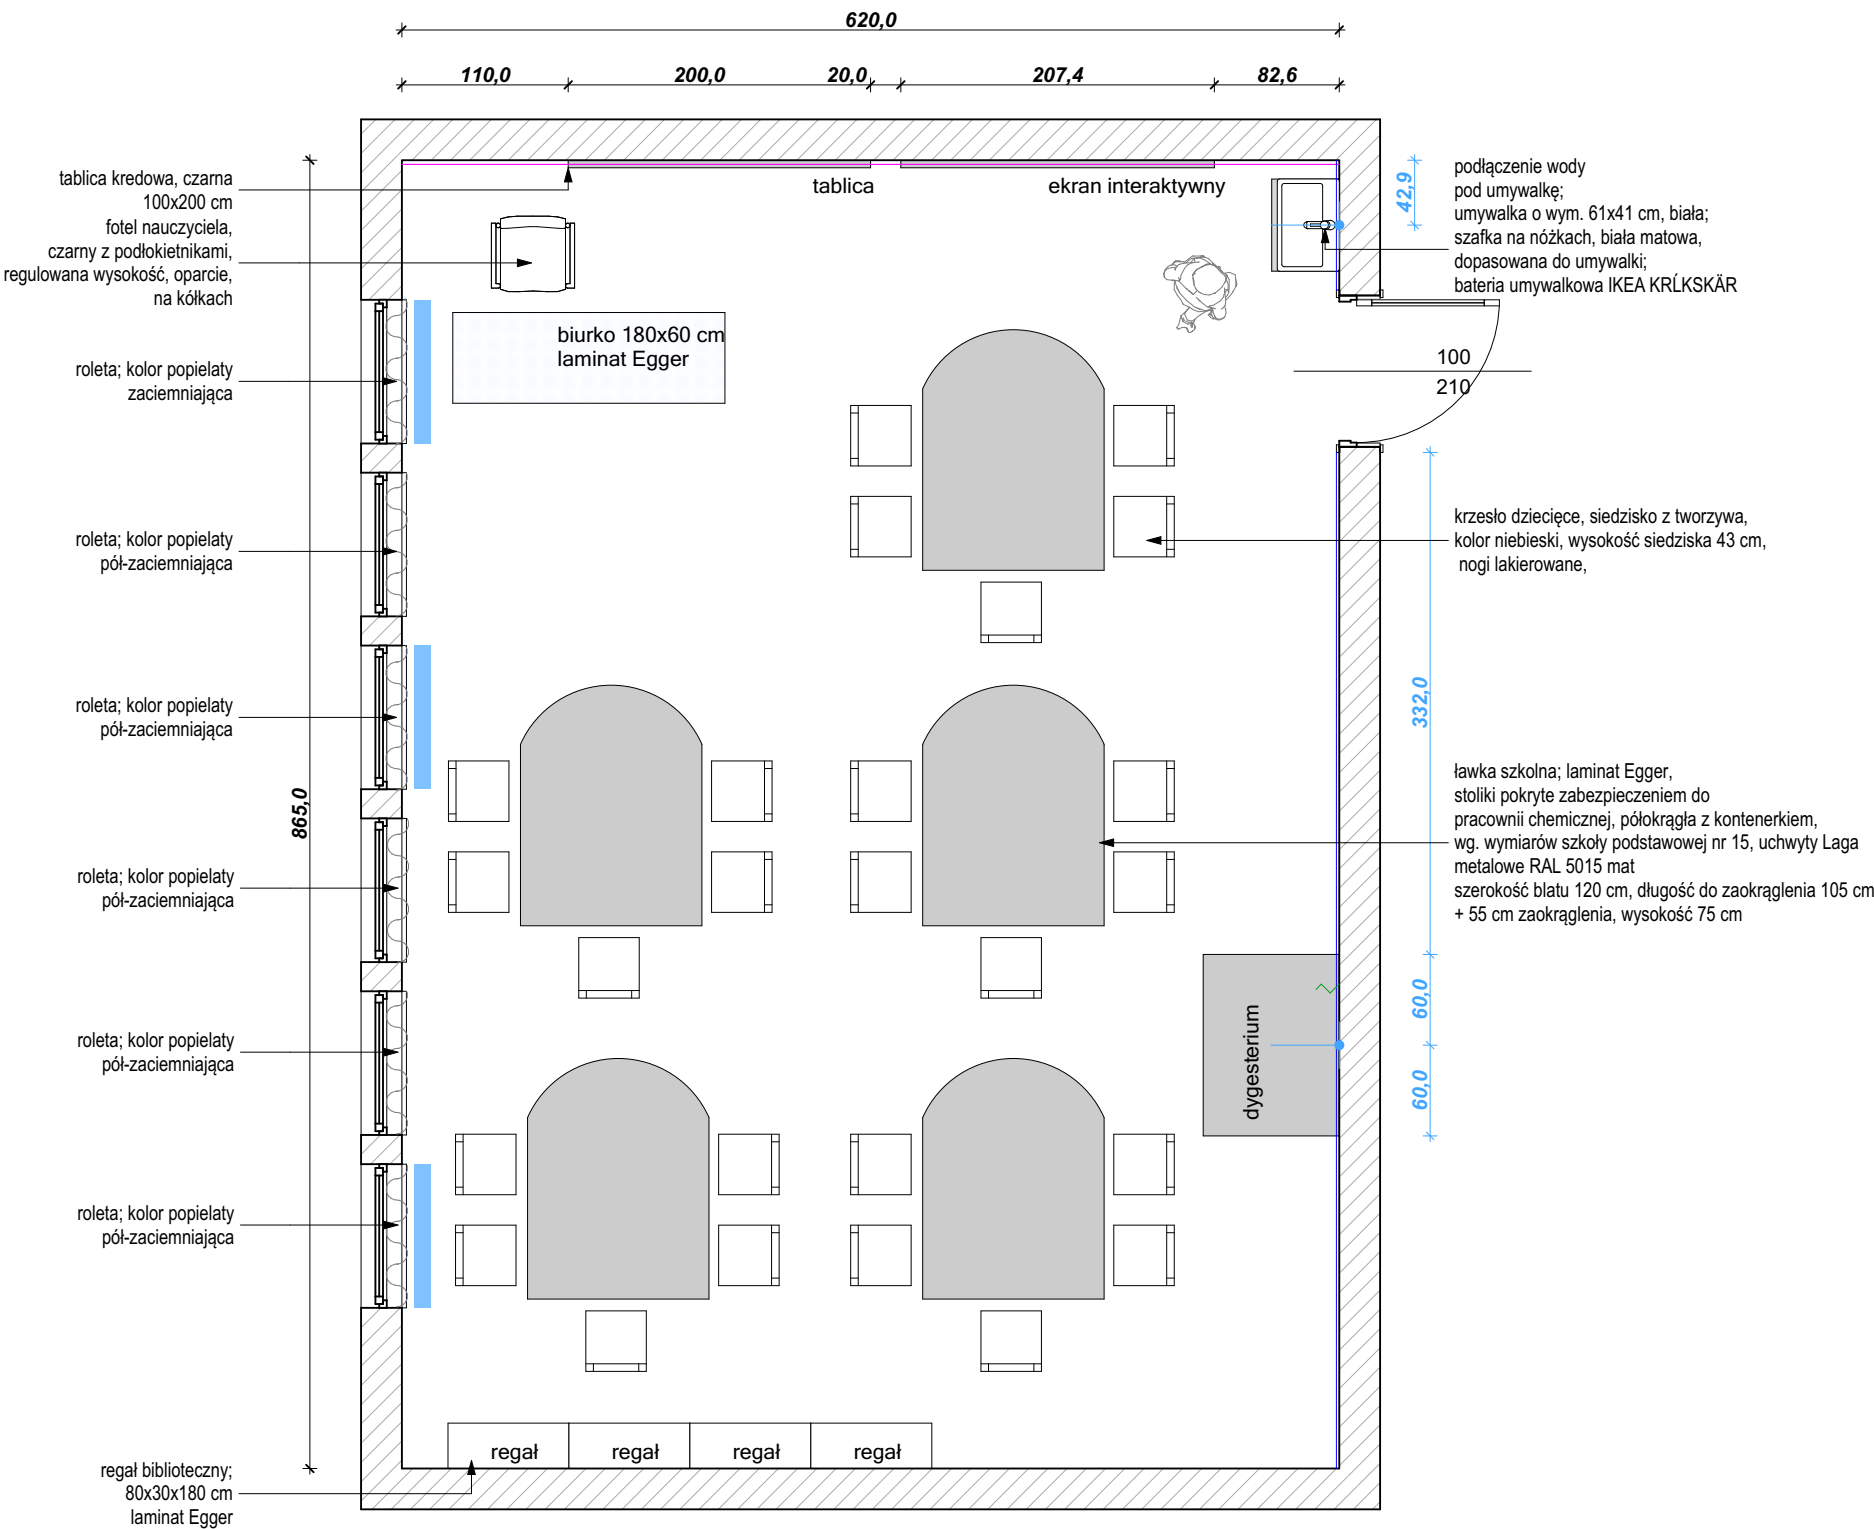 620,0
110,0
200,0
20,0
207,4
82,6
tablica kredowa, czarna
100x200 cm
fotel nauczyciela,
czarny z podłokietnikami,
regulowana wysokość, oparcie,
na kółkach
tablica
ekran interaktywny
42,9
podłączenie wody
pod umywalkę;
umywalka o wym. 61x41 cm, biała;
szafka na nóżkach, biała matowa,
dopasowana do umywalki;
bateria umywalkowa IKEA KRĹKSKÄR
biurko 180x60 cm
laminat Egger
100
210
roleta; kolor popielaty
zaciemniająca
roleta; kolor popielaty
pół-zaciemniająca
krzesło dziecięce, siedzisko z tworzywa,
kolor niebieski, wysokość siedziska 43 cm,
nogi lakierowane,
roleta; kolor popielaty
pół-zaciemniająca
332,0
865,0
ławka szkolna; laminat Egger,
stoliki pokryte zabezpieczeniem do
pracownii chemicznej, półokrągła z kontenerkiem,
wg. wymiarów szkoły podstawowej nr 15, uchwyty Laga
metalowe RAL 5015 mat
szerokość blatu 120 cm, długość do zaokrąglenia 105 cm
+ 55 cm zaokrąglenia, wysokość 75 cm
roleta; kolor popielaty
pół-zaciemniająca
60,0
dygesterium
60,0
roleta; kolor popielaty
pół-zaciemniająca
roleta; kolor popielaty
pół-zaciemniająca
regał
regał
regał
regał
regał biblioteczny;
80x30x180 cm
laminat Egger